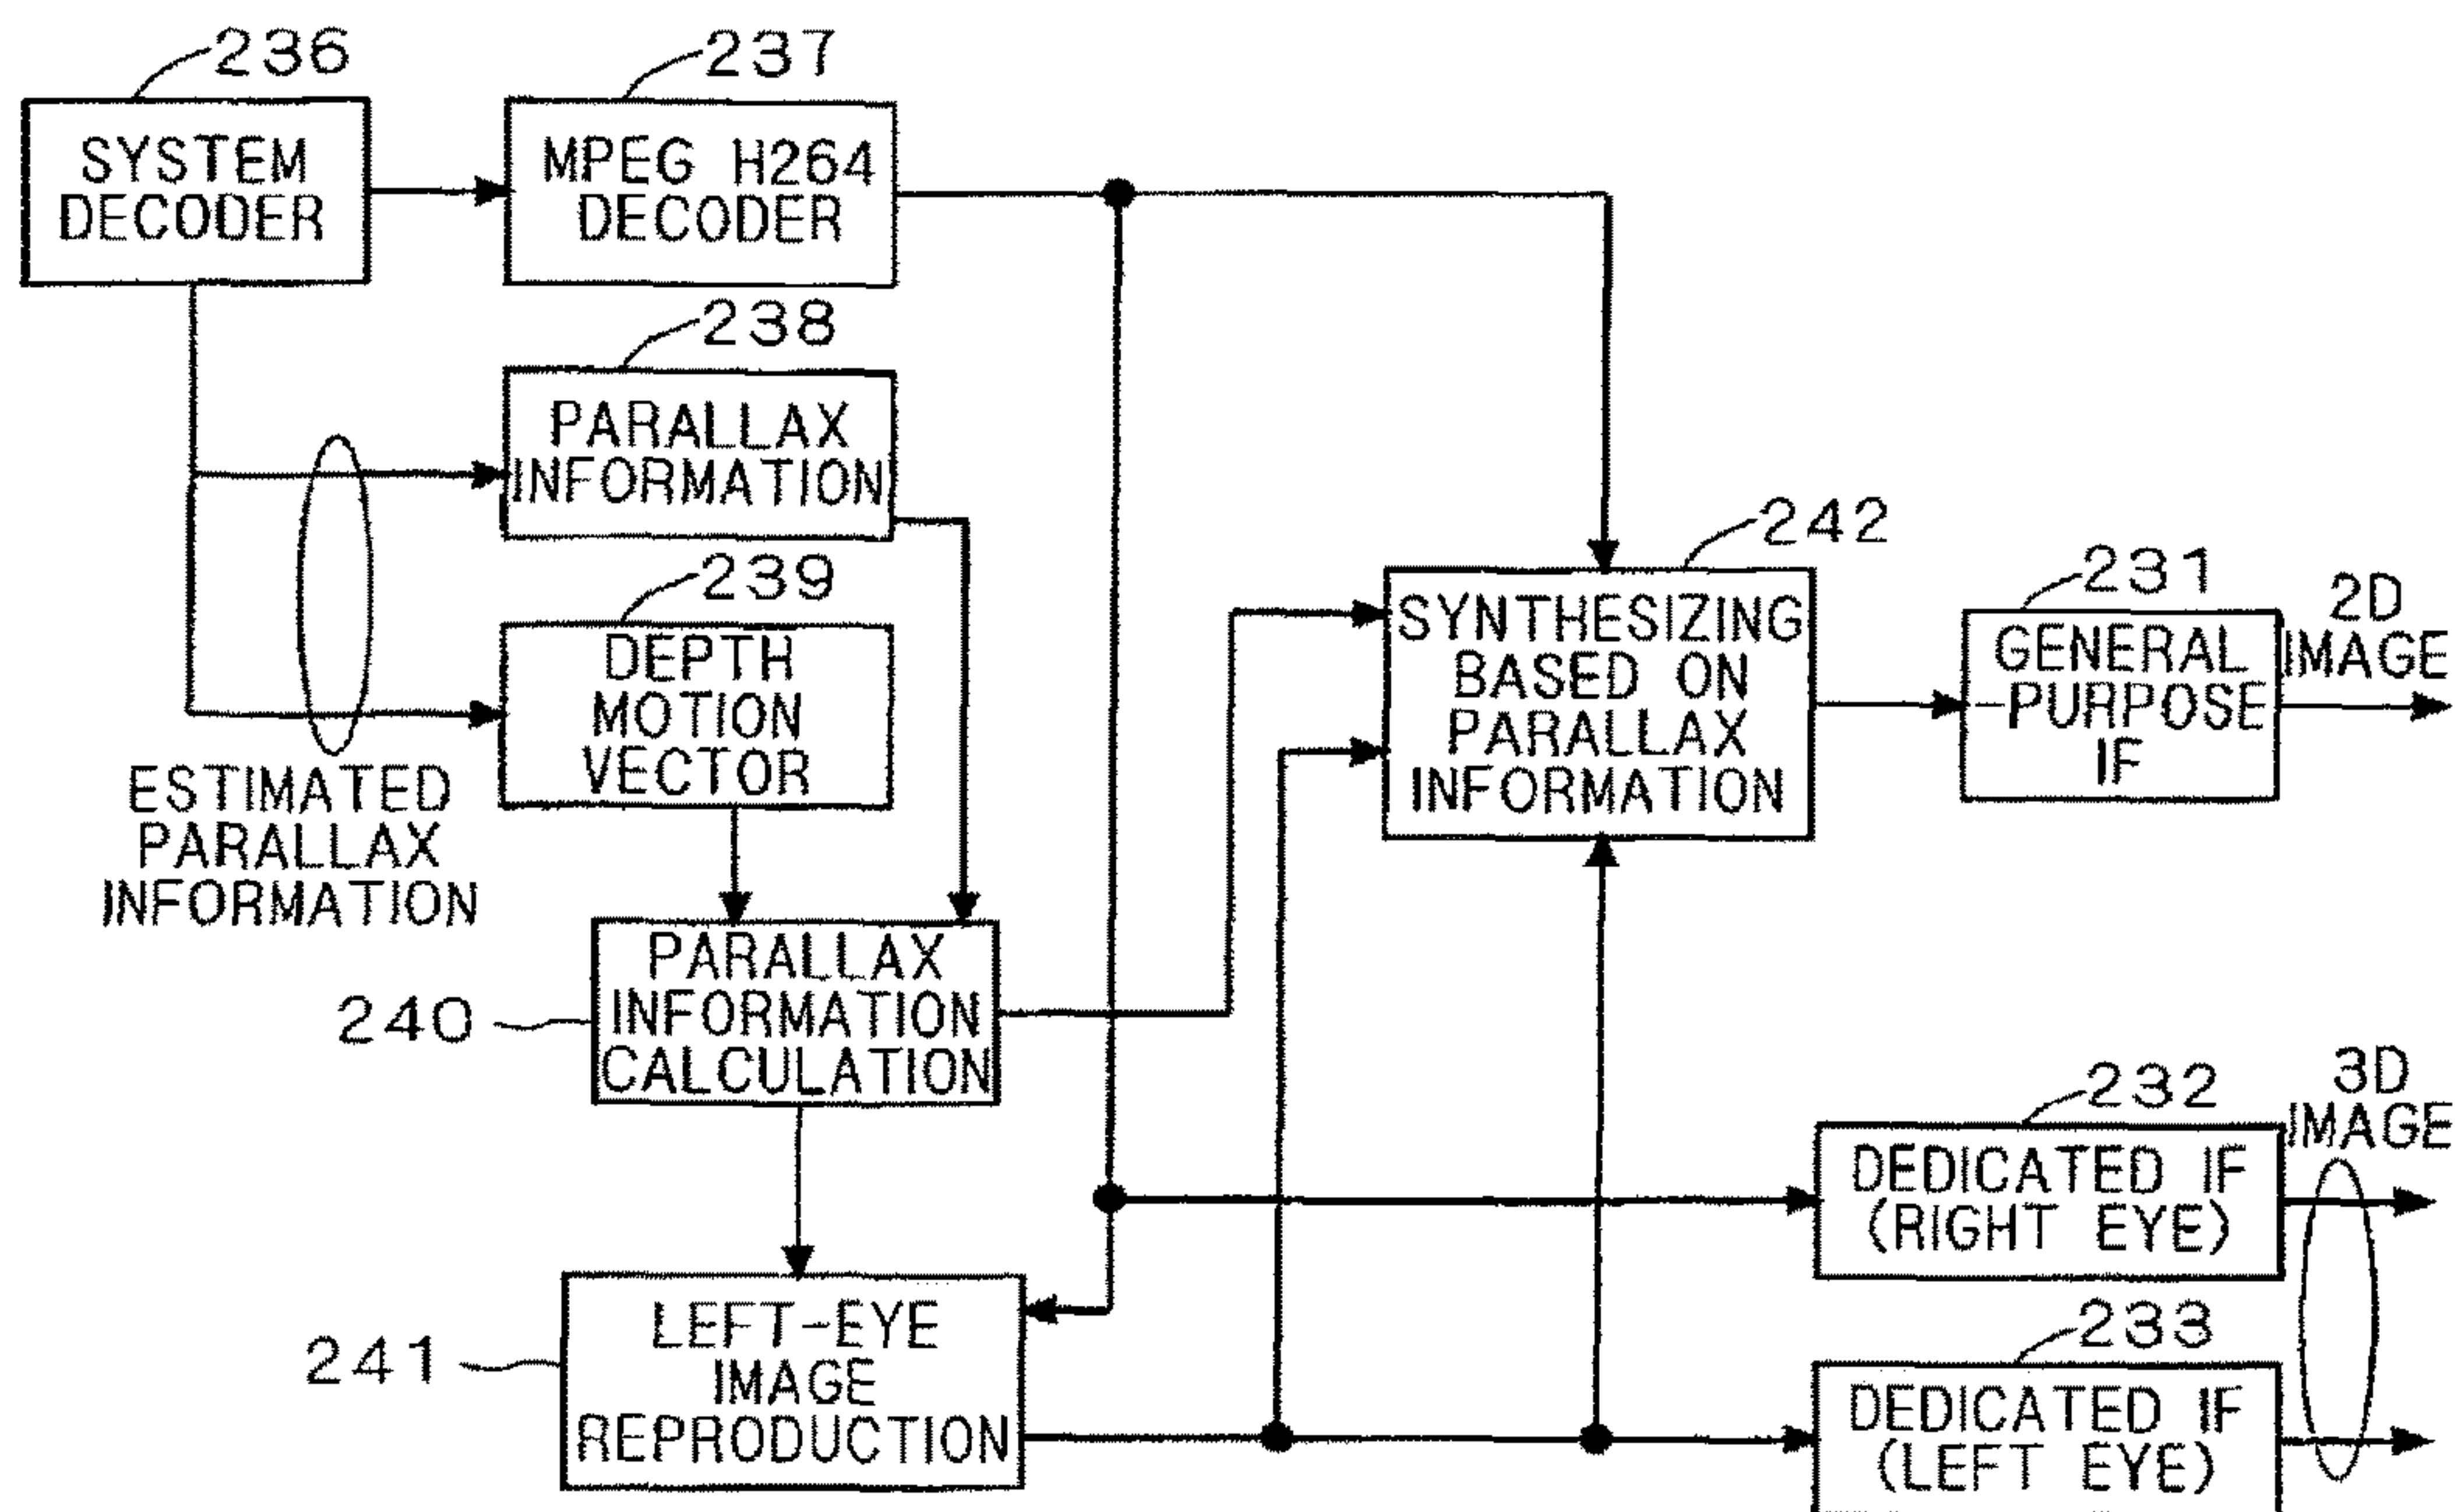 236
SYSTEM
DECODER
237
MPEG H264
DECODER
238
PARALLAX
INFORMATION
239
DEPTH
MOTION
VECTOR
ESTIMATED
PARALLAX
INFORMATION
240
PARALLAX
INFORMATION
CALCULATION
241
LEFT-EYE
IMAGE
REPRODUCTION
242
SYNTHESIZING
BASED ON
PARALLAX
INFORMATION
231
GENERAL
-PURPOSE
IF
2D
IMAGE
232
DEDICATED IF
(RIGHT EYE)
3D
IMAGE
233
DEDICATED IF
(LEFT EYE)